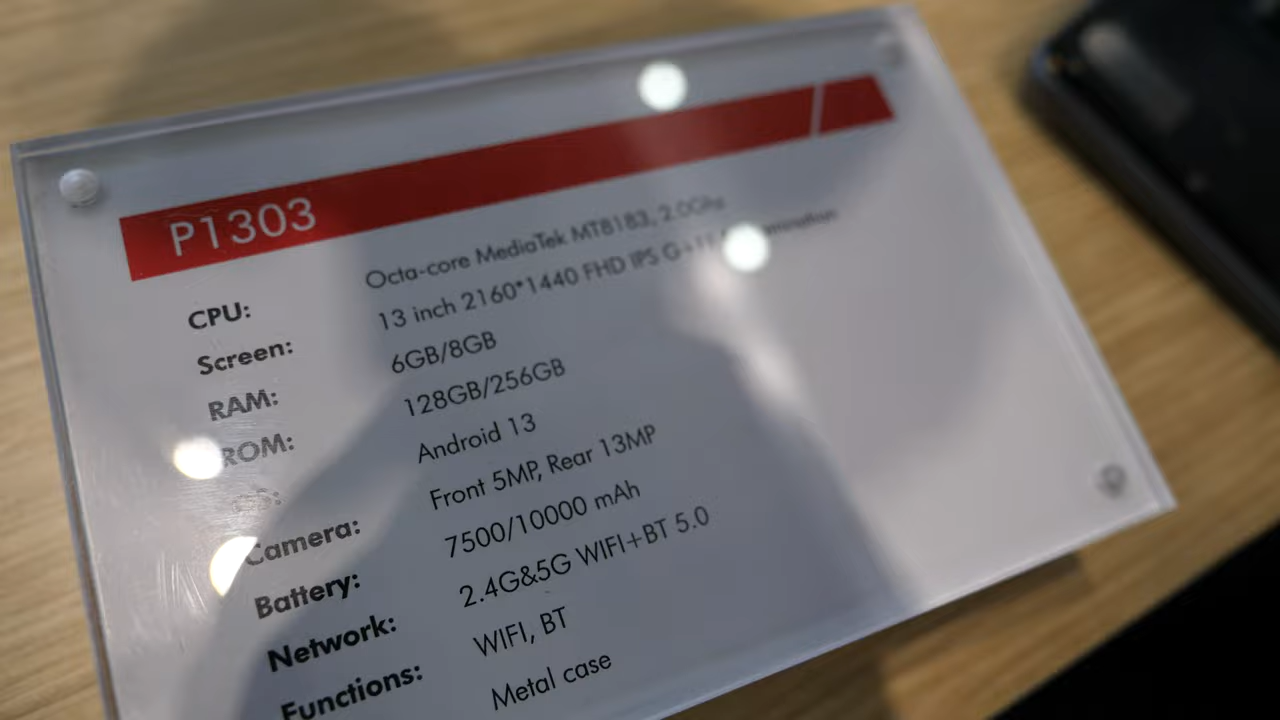 P1303
CPU: Octa-core MediaTek MT8183, 2.0GHz
Screen: 13 inch 2160*1440 FHD IPS
RAM: 6GB/8GB
ROM: 128GB/256GB
Android 13
Camera: Front 5MP, Rear 13MP
Battery: 7500/10000 mAh
Network: 2.4G&5G WIFI+BT 5.0
Functions: WIFI, BT
Metal case